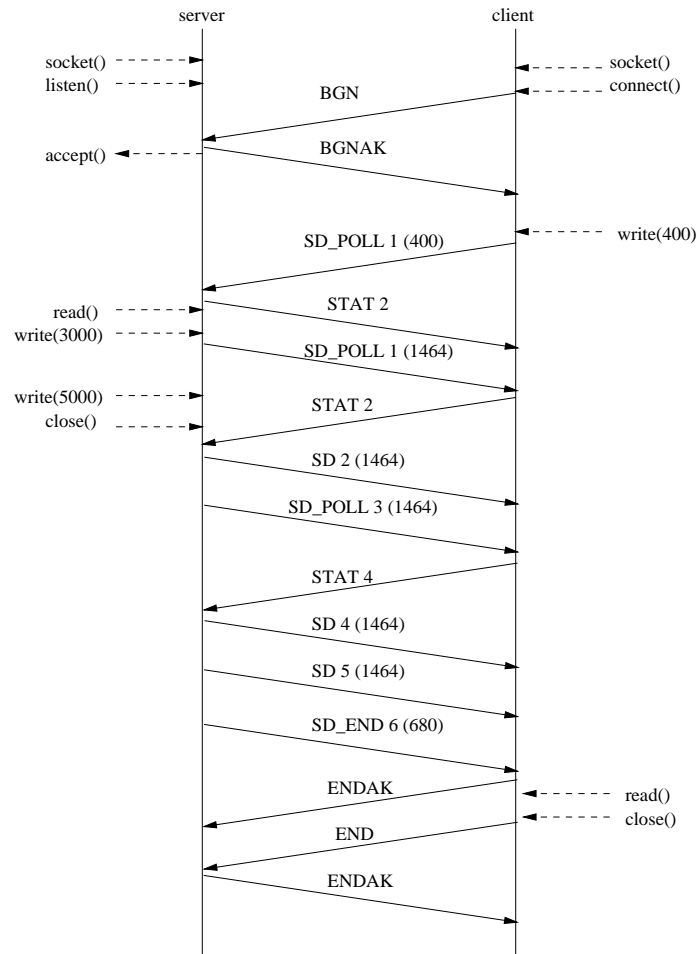 server
client
socket()
socket()
listen()
connect()
BGN
accept()
BGNAK
write(400)
SD_POLL 1 (400)
STAT 2
read()
write(3000)
SD_POLL 1 (1464)
write(5000)
STAT 2
close()
SD 2 (1464)
SD_POLL 3 (1464)
STAT 4
SD 4 (1464)
SD 5 (1464)
SD_END 6 (680)
ENDAK
read()
close()
END
ENDAK